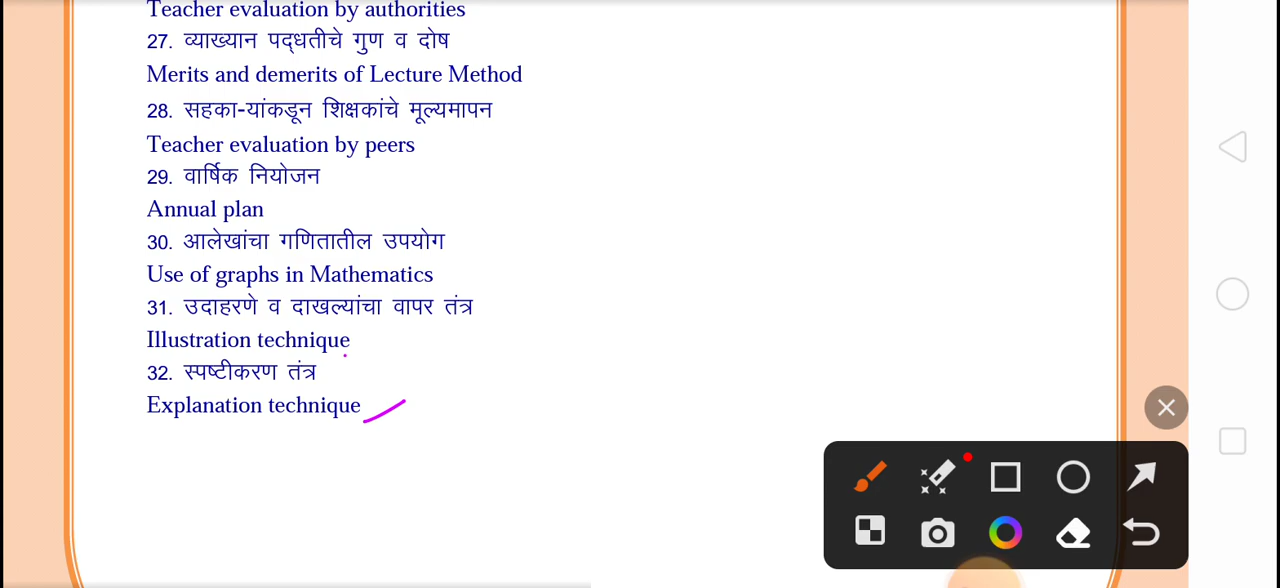 Teacher evaluation by authorities
27. व्याख्यान पद्धतीचे गुण व दोष
Merits and demerits of Lecture Method
28. सहका-यांकडून शिक्षकांचे मूल्यमापन
Teacher evaluation by peers
29. वार्षिक नियोजन
Annual plan
30. आलेखांचा गणितातील उपयोग
Use of graphs in Mathematics
31. उदाहरणे व दाखल्यांचा वापर तंत्र
Illustration technique
32. स्पष्टीकरण तंत्र
Explanation technique